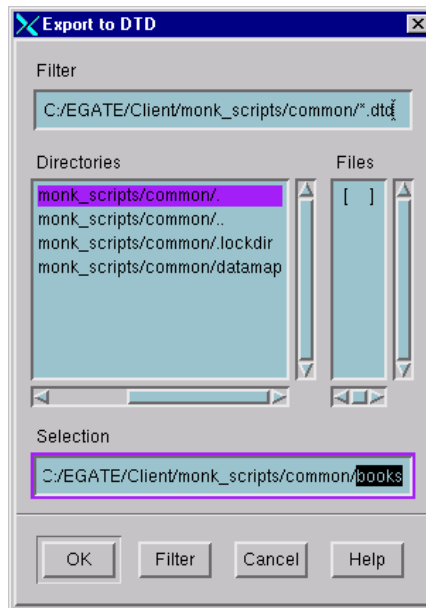 Export to DTD
Filter
C:/EGATE/Client/monk_scripts/common/*.dtd
Directories Files
monk_scripts/common/. [ ]
monk_scripts/common/..
monk_scripts/common/.lockdir
monk_scripts/common/datamap
Selection
C:/EGATE/Client/monk_scripts/common/books
OK Filter Cancel Help